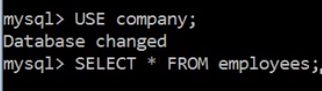 mysql> USE company;
Database changed
mysql> SELECT * FROM employees;